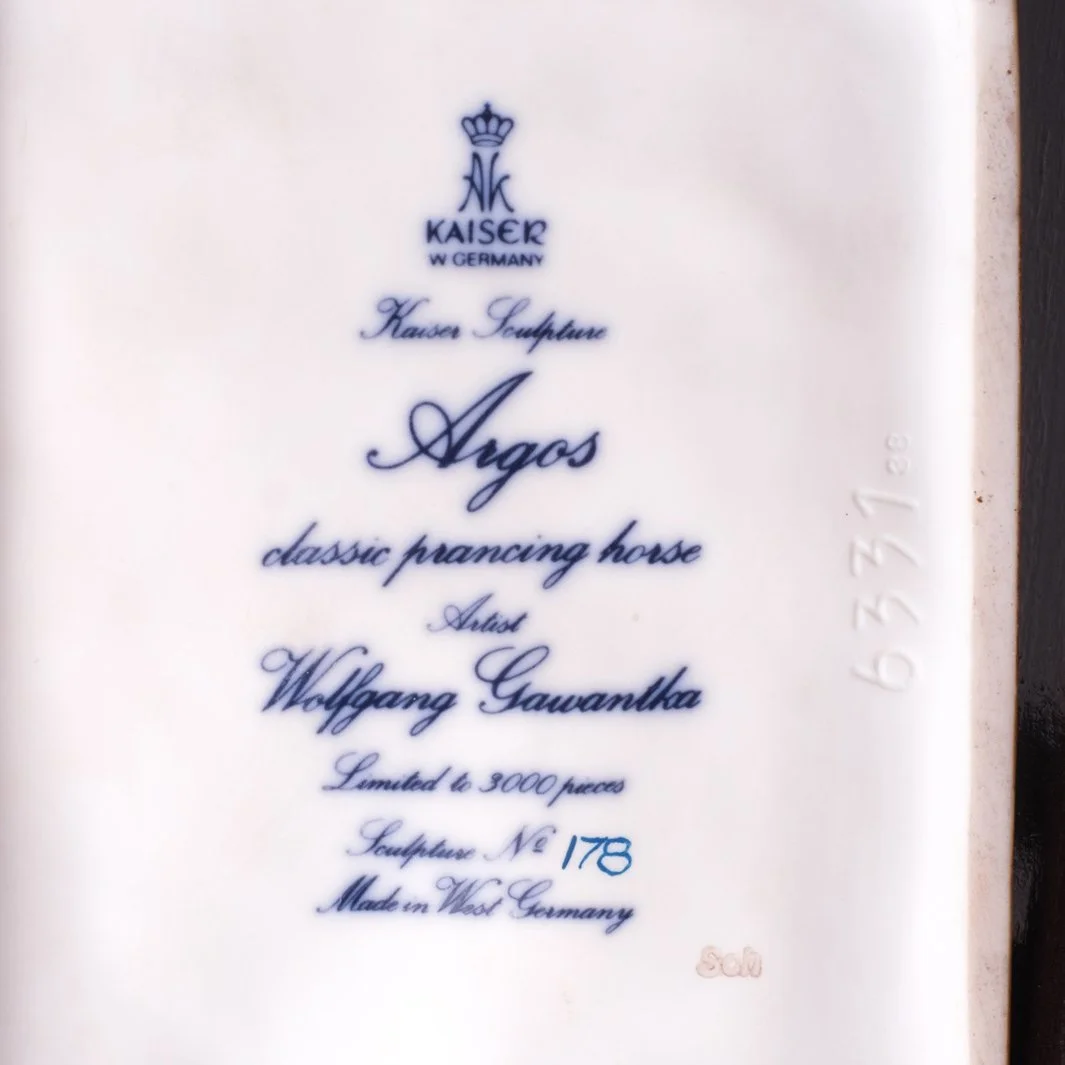 AK
KAISER
W GERMANY
Kaiser Sculpture
Argos
classic prancing horse
Artist
Wolfgang Gawantka
Limited to 3000 pieces
Sculpture Nº 178
Made in West Germany
6331